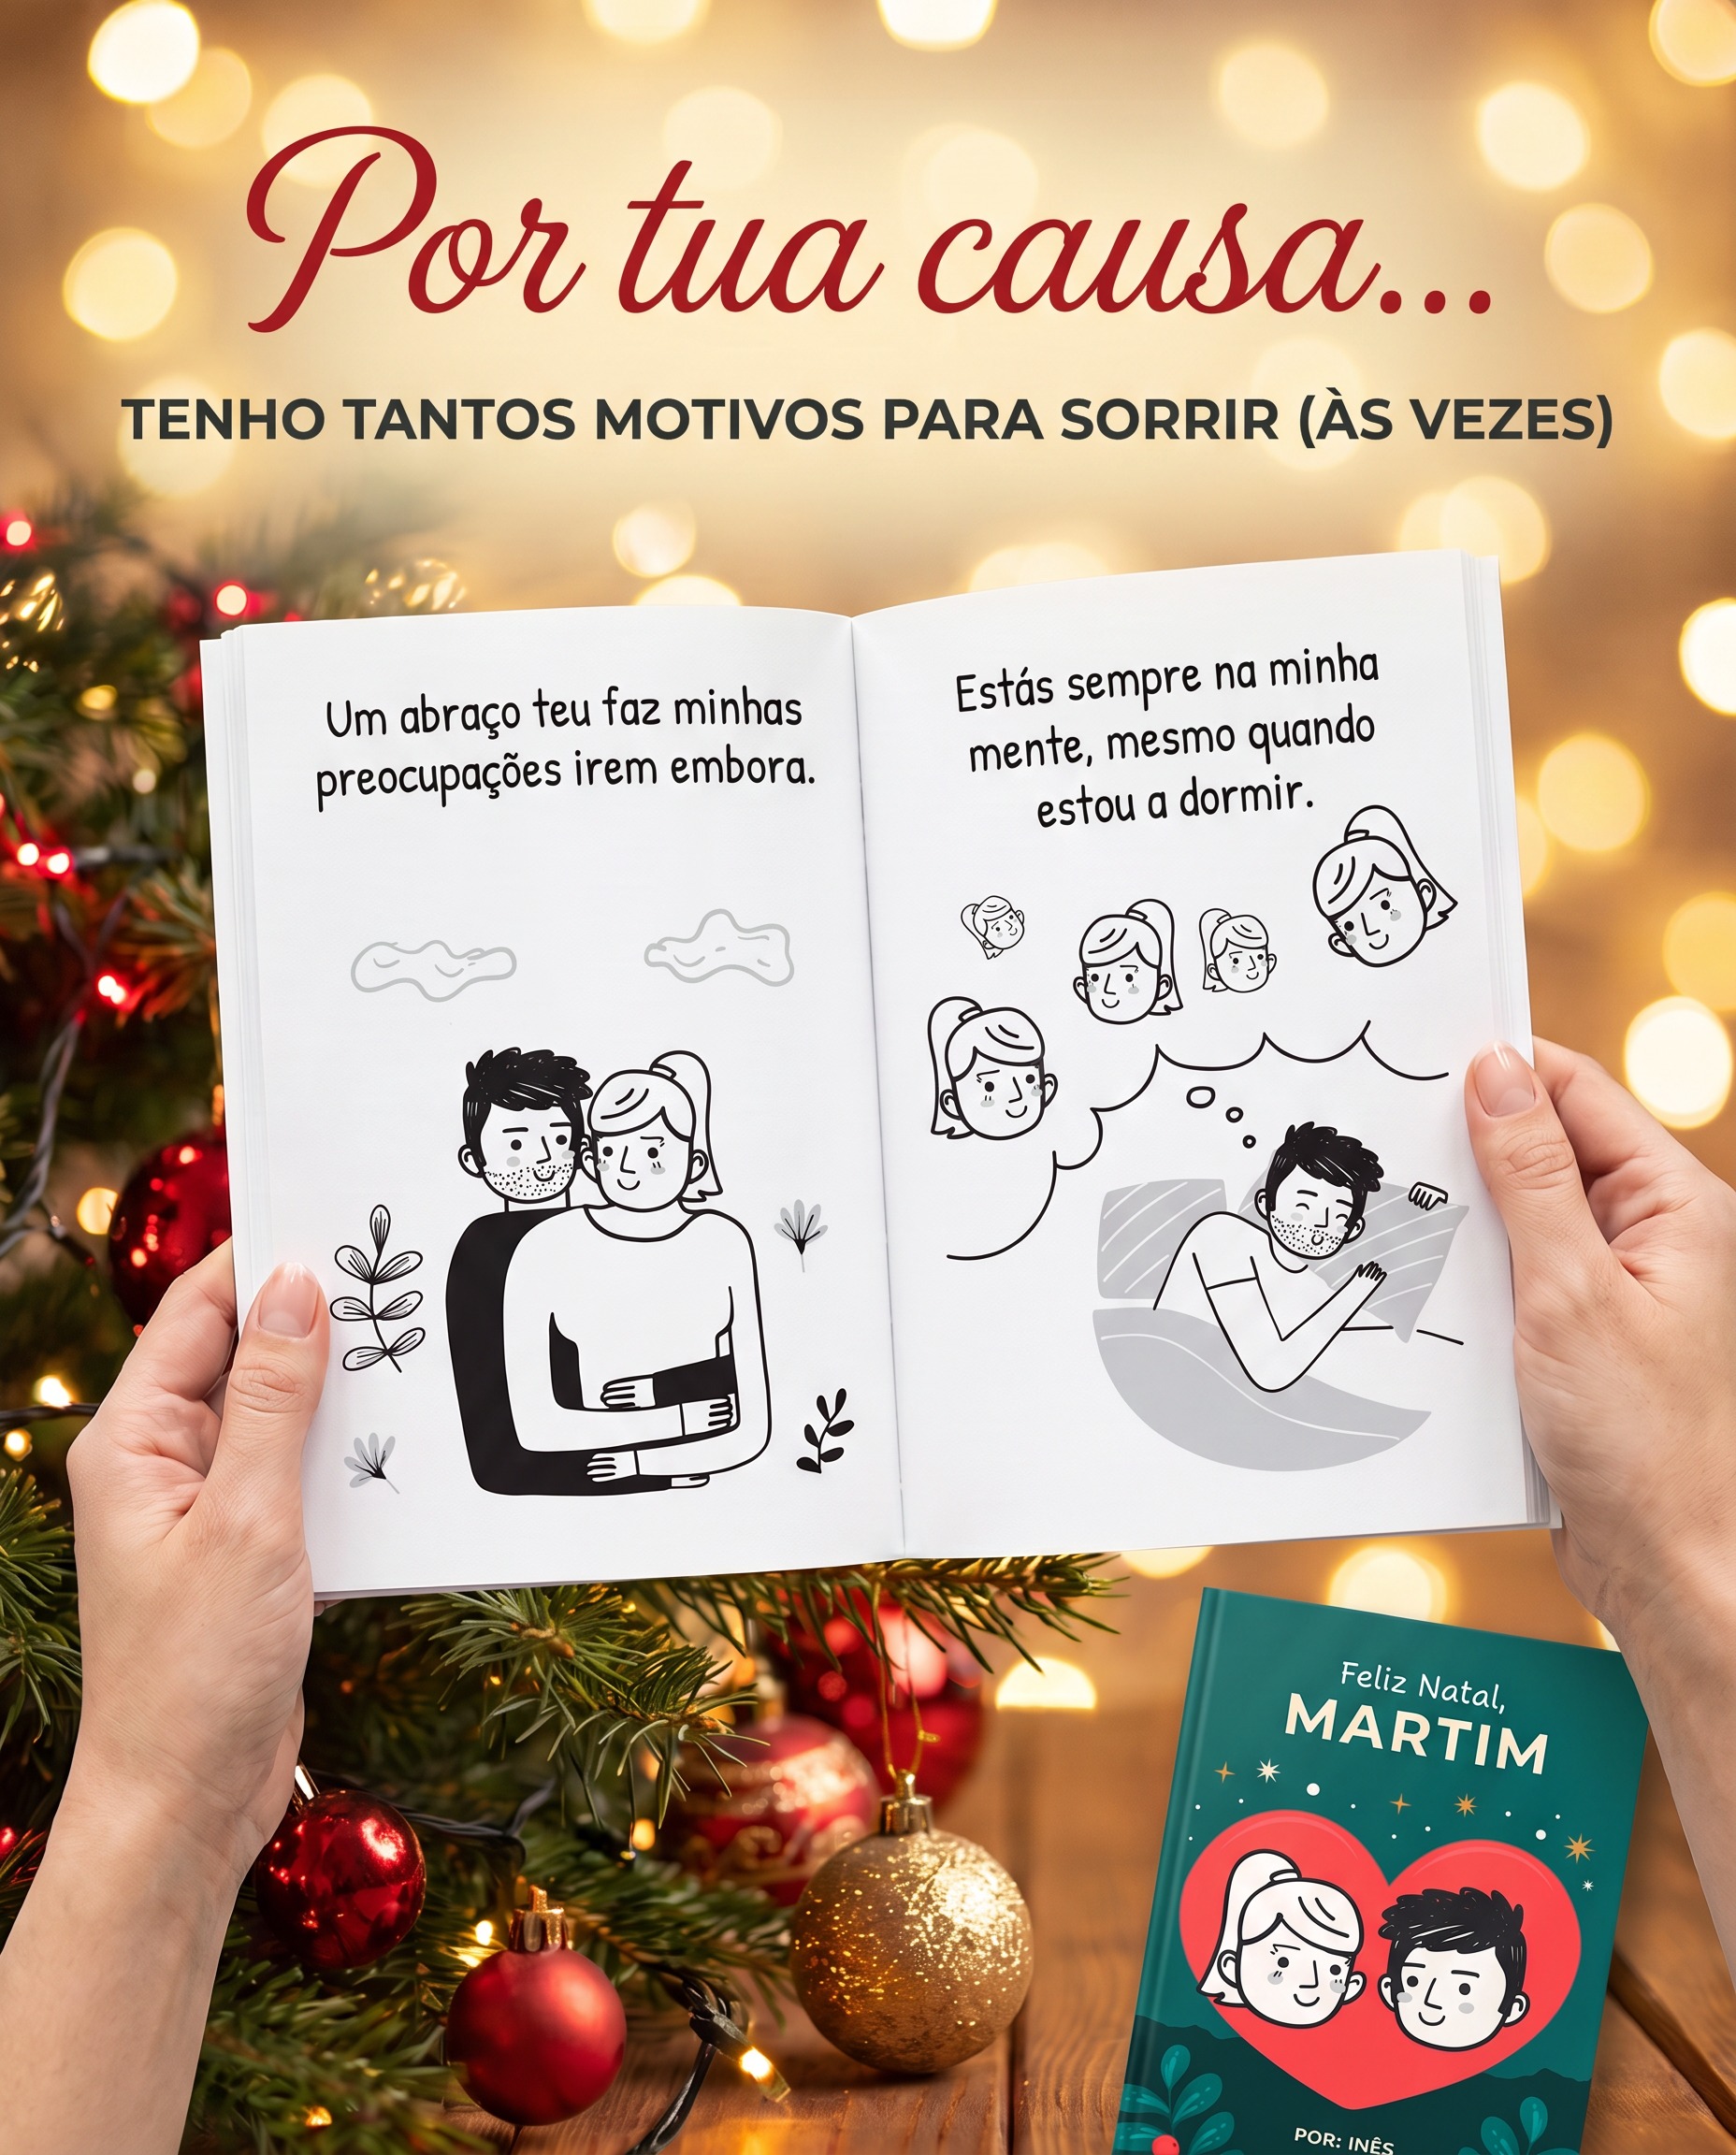 Por tua causa...
TENHO TANTOS MOTIVOS PARA SORRIR (ÀS VEZES)
Um abraço teu faz minhas
preocupações irem embora.
Estás sempre na minha
mente, mesmo quando
estou a dormir.
Feliz Natal,
MARTIM
POR: INÊS